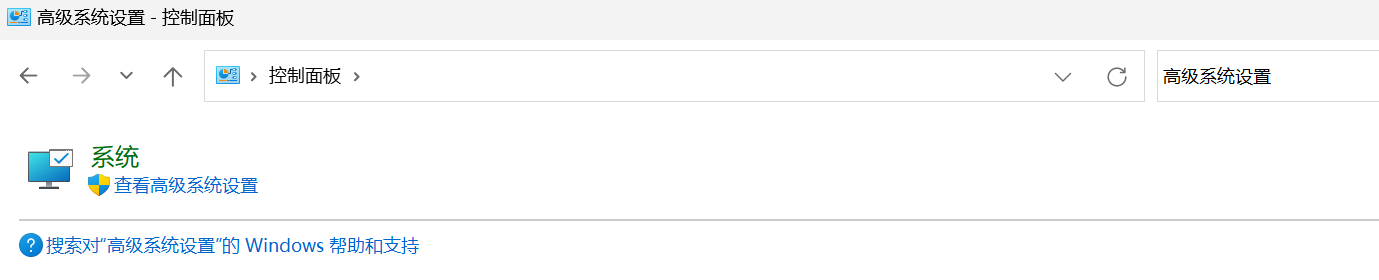 高级系统设置 - 控制面板
控制面板
高级系统设置
系统
查看高级系统设置
搜索对"高级系统设置"的 Windows 帮助和支持